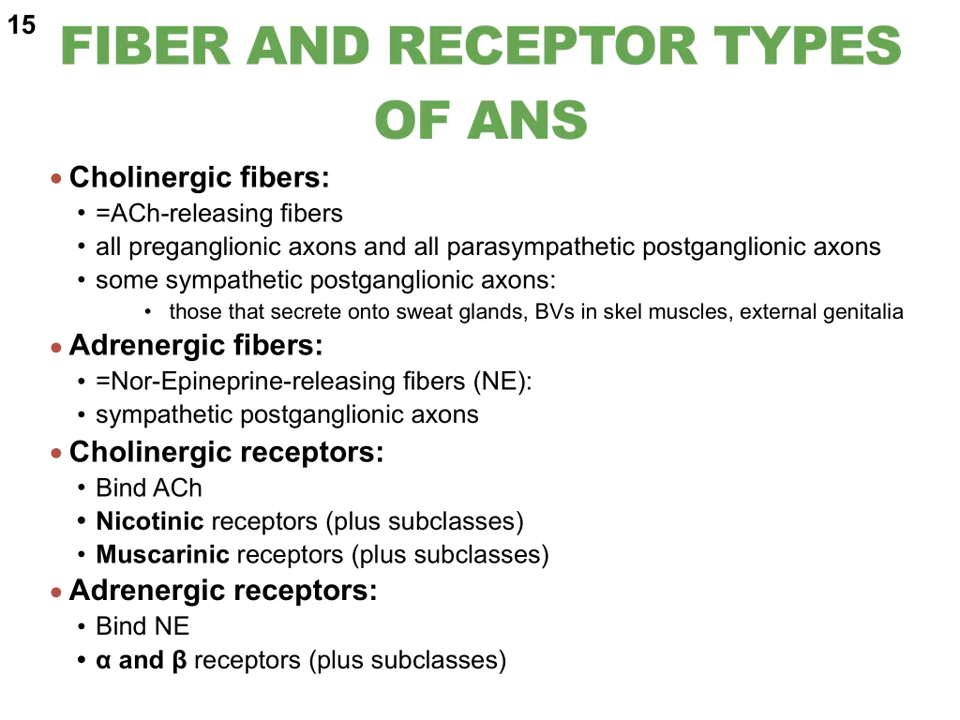 15
FIBER AND RECEPTOR TYPES
OF ANS
• Cholinergic fibers:
• =ACh-releasing fibers
• all preganglionic axons and all parasympathetic postganglionic axons
• some sympathetic postganglionic axons:
• those that secrete onto sweat glands, BVs in skel muscles, external genitalia
• Adrenergic fibers:
• =Nor-Epineprine-releasing fibers (NE):
• sympathetic postganglionic axons
• Cholinergic receptors:
• Bind ACh
• Nicotinic receptors (plus subclasses)
• Muscarinic receptors (plus subclasses)
• Adrenergic receptors:
• Bind NE
• α and β receptors (plus subclasses)